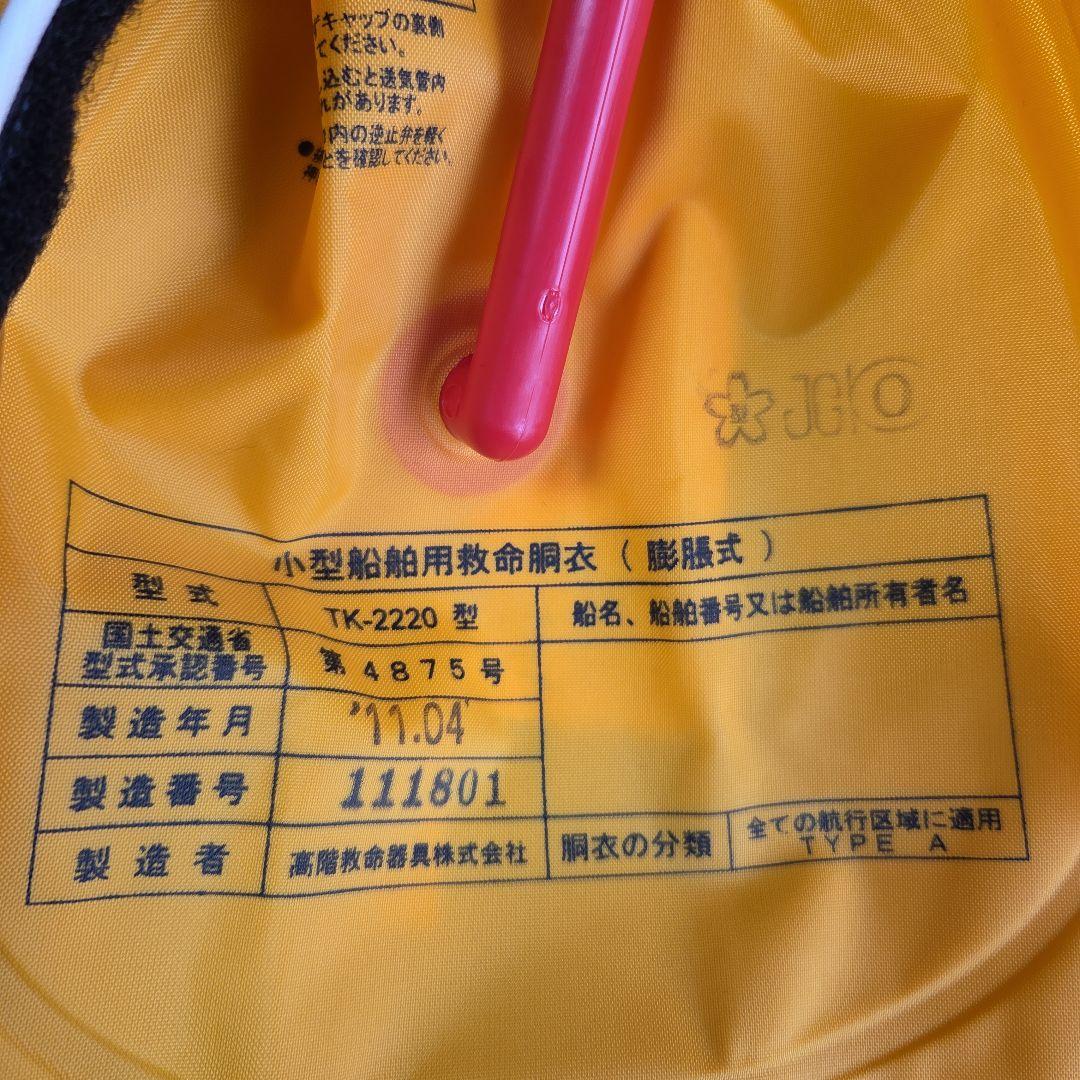 キャップの裏側
てください。
込むと送気管内
れがあります。
内の逆止弁を軽く
とを確認してください。
型 JG
小型船舶用救命胴衣 ( 膨脹式 )
型式 TK-2220 型 船名、船舶番号又は船舶所有者名
国土交通省
型式承認番号 第 4875 号
製造年月 '11.04
製造番号 111801
製造者 高階救命器具株式会社 胴衣の分類 全ての航行区域に適用
TYPE A